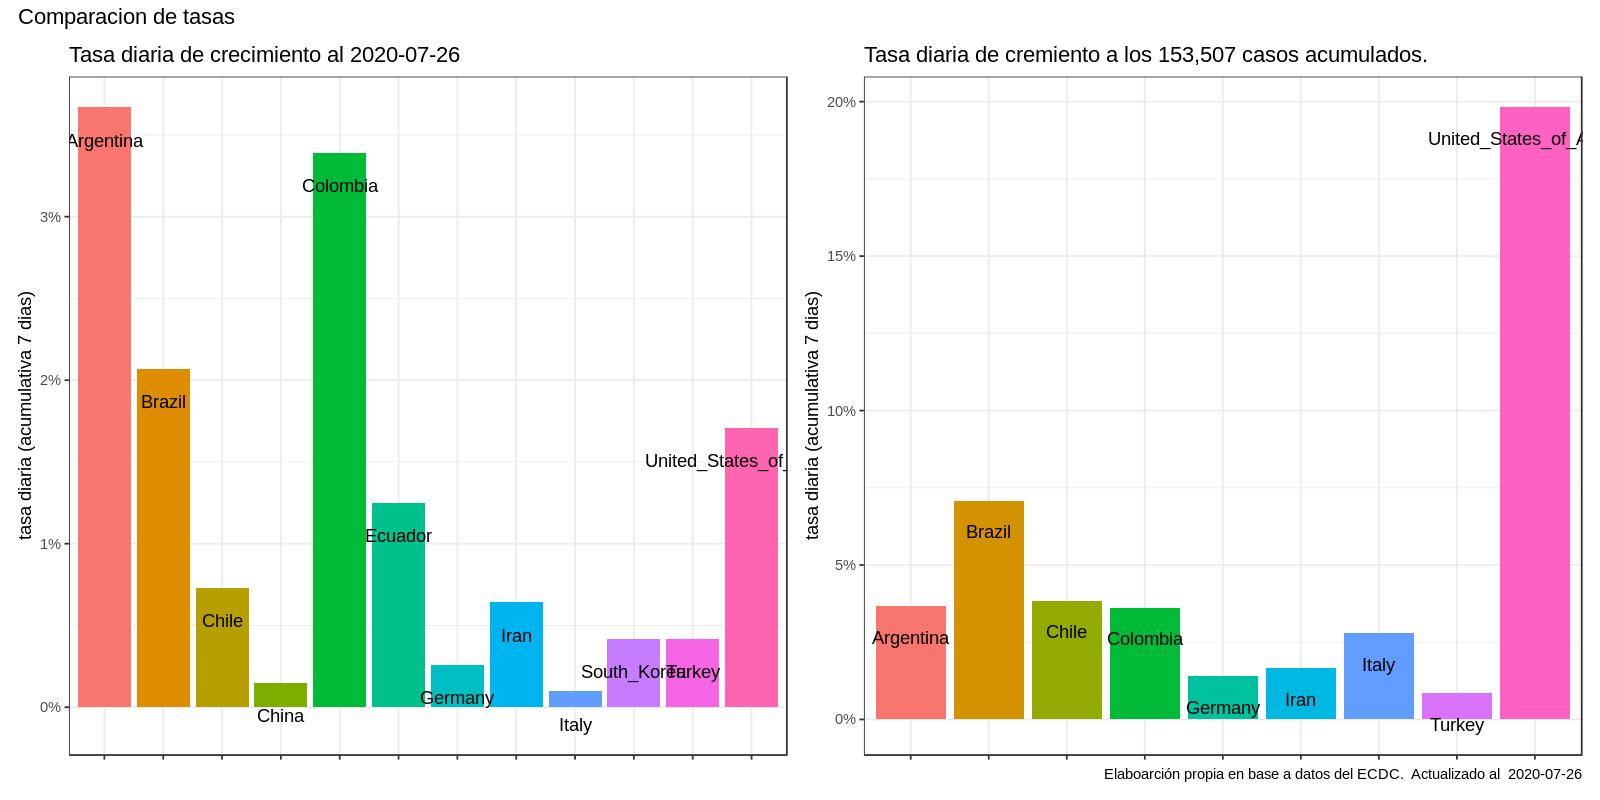 Comparacion de tasas
Tasa diaria de crecimiento al 2020-07-26
tasa diaria (acumulativa 7 dias)
3%
2%
1%
0%
Argentina
Brazil
Chile
China
Colombia
Ecuador
Germany
Iran
Italy
South_Korea
Turkey
United_States_of_
Tasa diaria de cremiento a los 153,507 casos acumulados.
tasa diaria (acumulativa 7 dias)
20%
15%
10%
5%
0%
Argentina
Brazil
Chile
Colombia
Germany
Iran
Italy
Turkey
United_States_of_A
Elaboarción propia en base a datos del ECDC. Actualizado al 2020-07-26